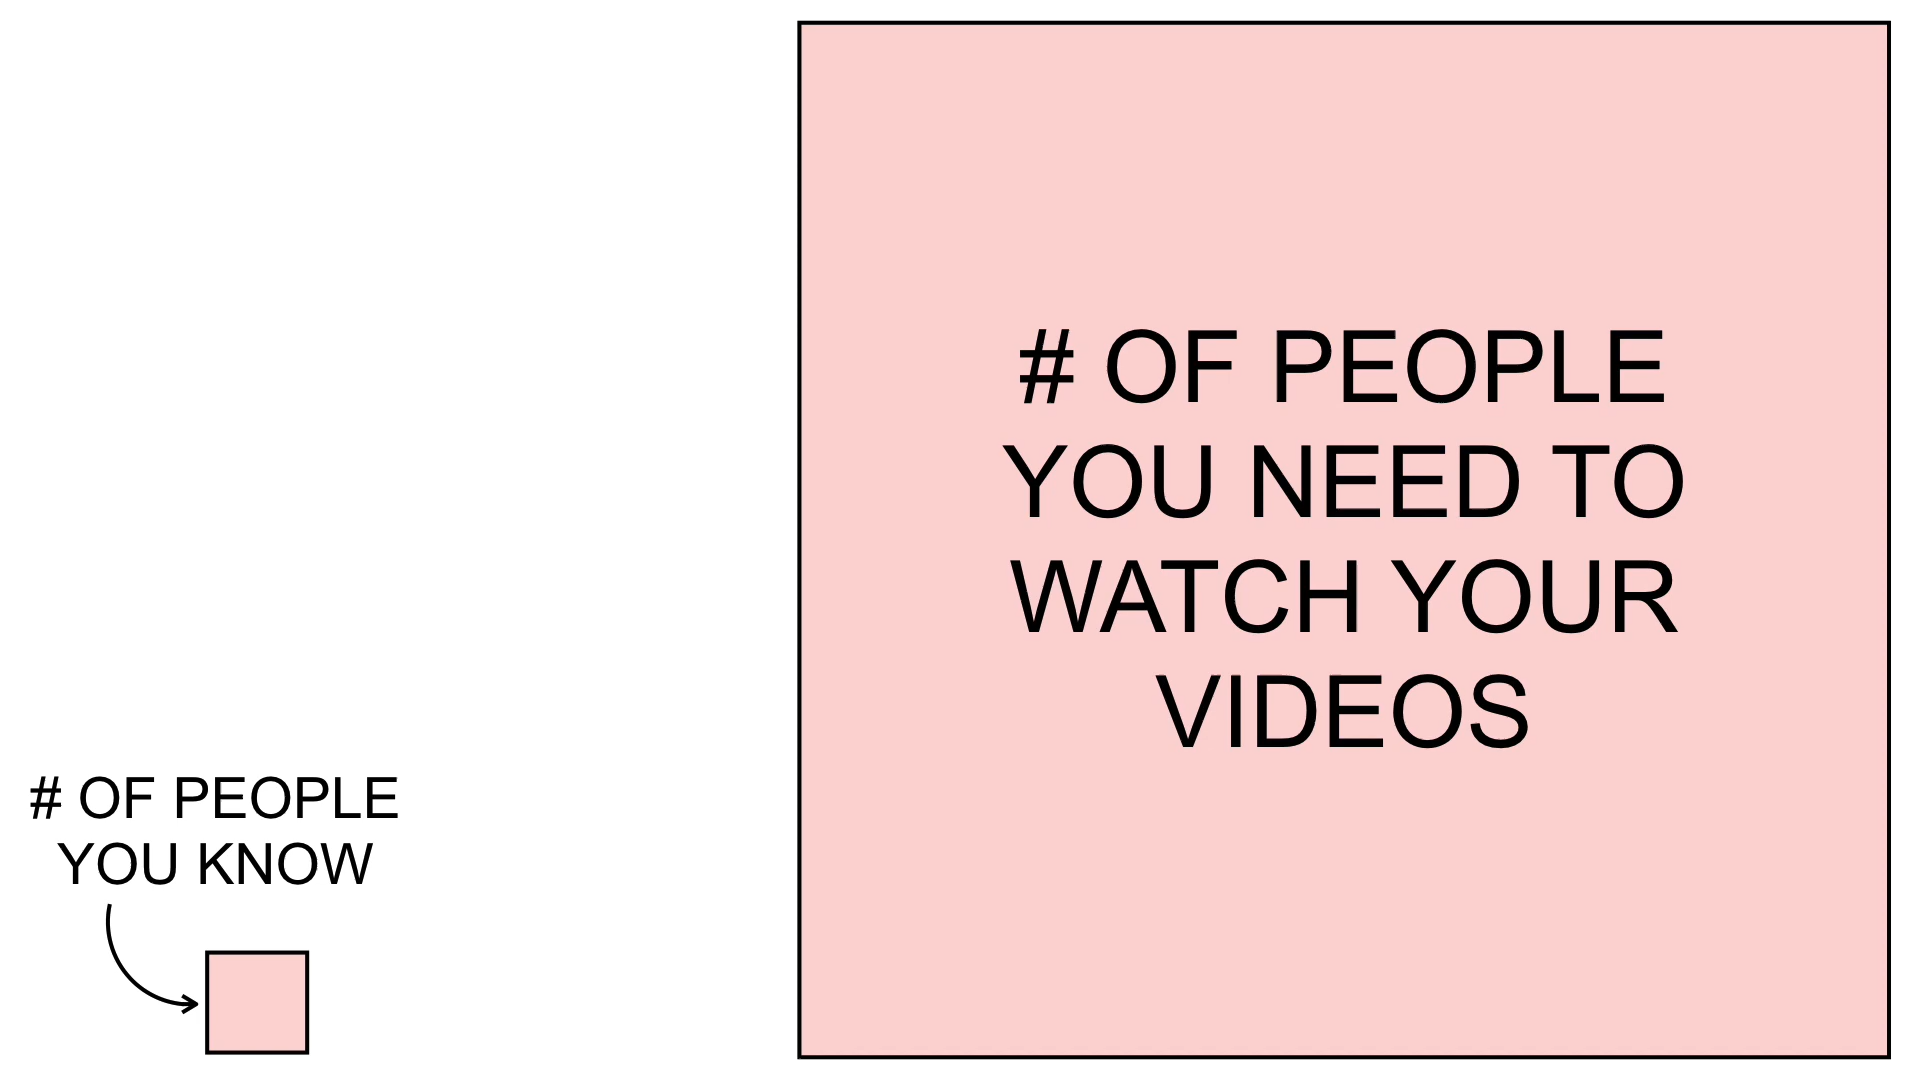 # OF PEOPLE
YOU KNOW
# OF PEOPLE
YOU NEED TO
WATCH YOUR
VIDEOS